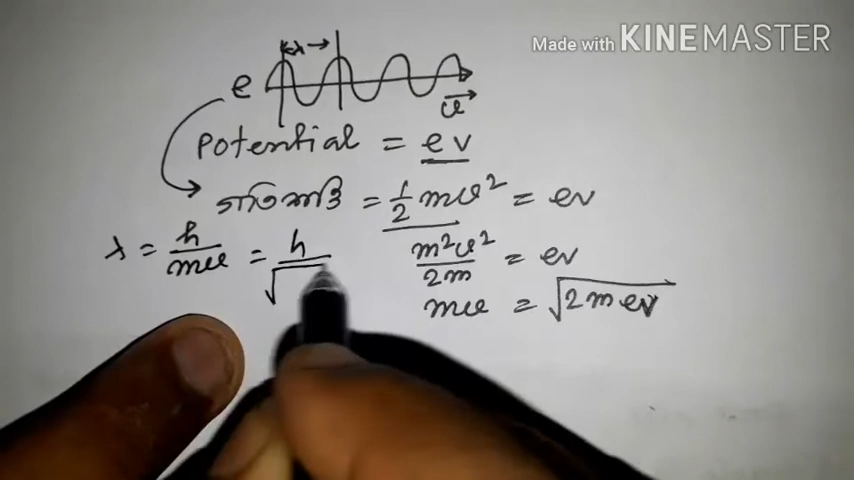 Made with KINEMASTER
λ
e
v
Potential = ev
গতিশক্তি = 1/2 mv² = ev
λ = h/mv = h/√
m²v²/2m = ev
mv = √2mev